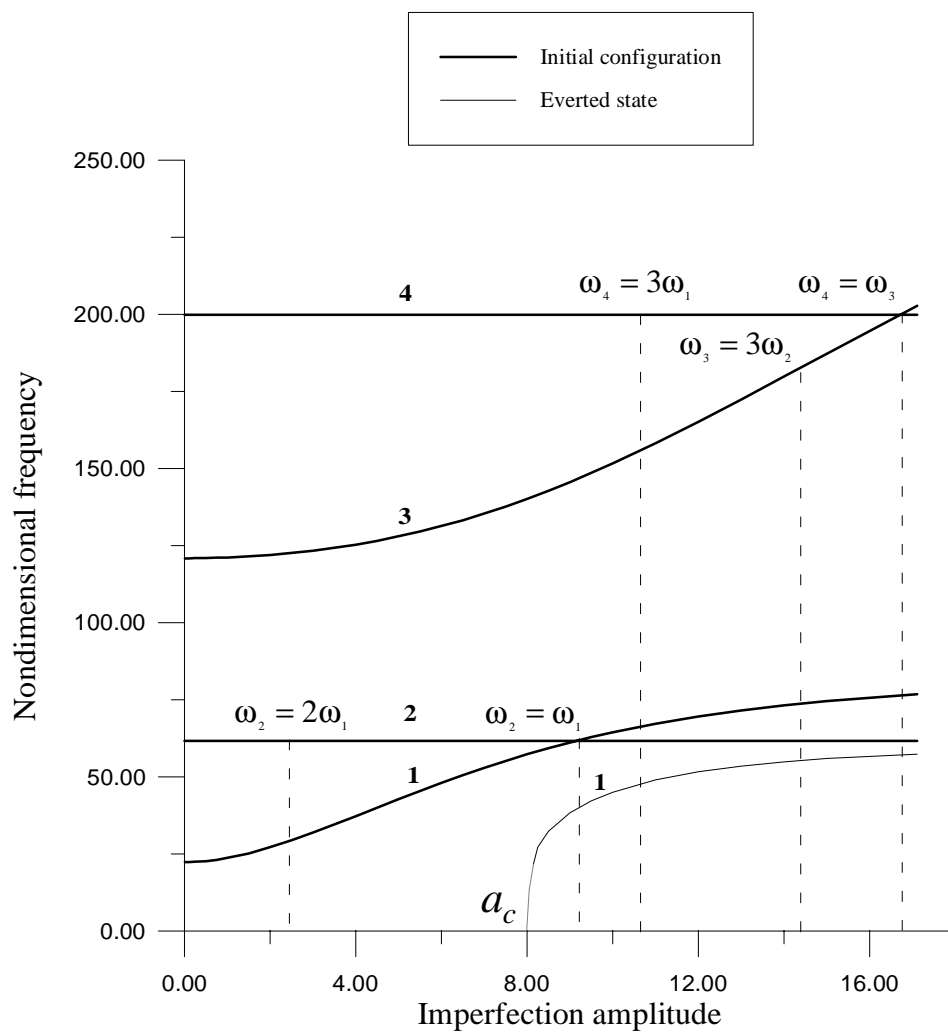 Initial configuration
Everted state
250.00
4
ω₄ = 3ω₁
ω₄ = ω₃
200.00
ω₃ = 3ω₂
150.00
3
100.00
ω₂ = 2ω₁
2
ω₂ = ω₁
50.00
1
1
a_c
0.00
0.00
4.00
8.00
12.00
16.00
Imperfection amplitude
Nondimensional frequency